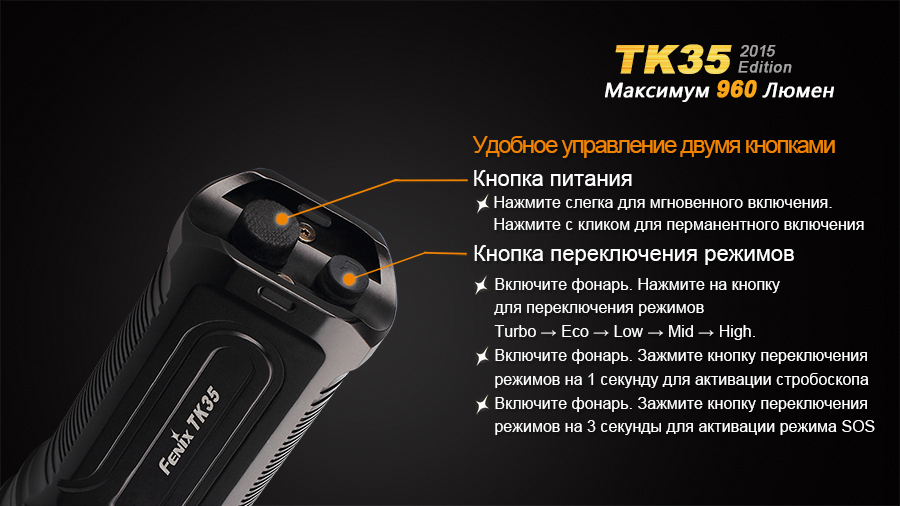 TK35 2015
Edition
Максимум 960 Люмен
Удобное управление двумя кнопками
Кнопка питания
Нажмите слегка для мгновенного включения.
Нажмите с кликом для перманентного включения
Кнопка переключения режимов
Включите фонарь. Нажмите на кнопку
для переключения режимов
Turbo → Eco → Low → Mid → High.
Включите фонарь. Зажмите кнопку переключения
режимов на 1 секунду для активации стробоскопа
Включите фонарь. Зажмите кнопку переключения
режимов на 3 секунды для активации режима SOS
FENIX TK35